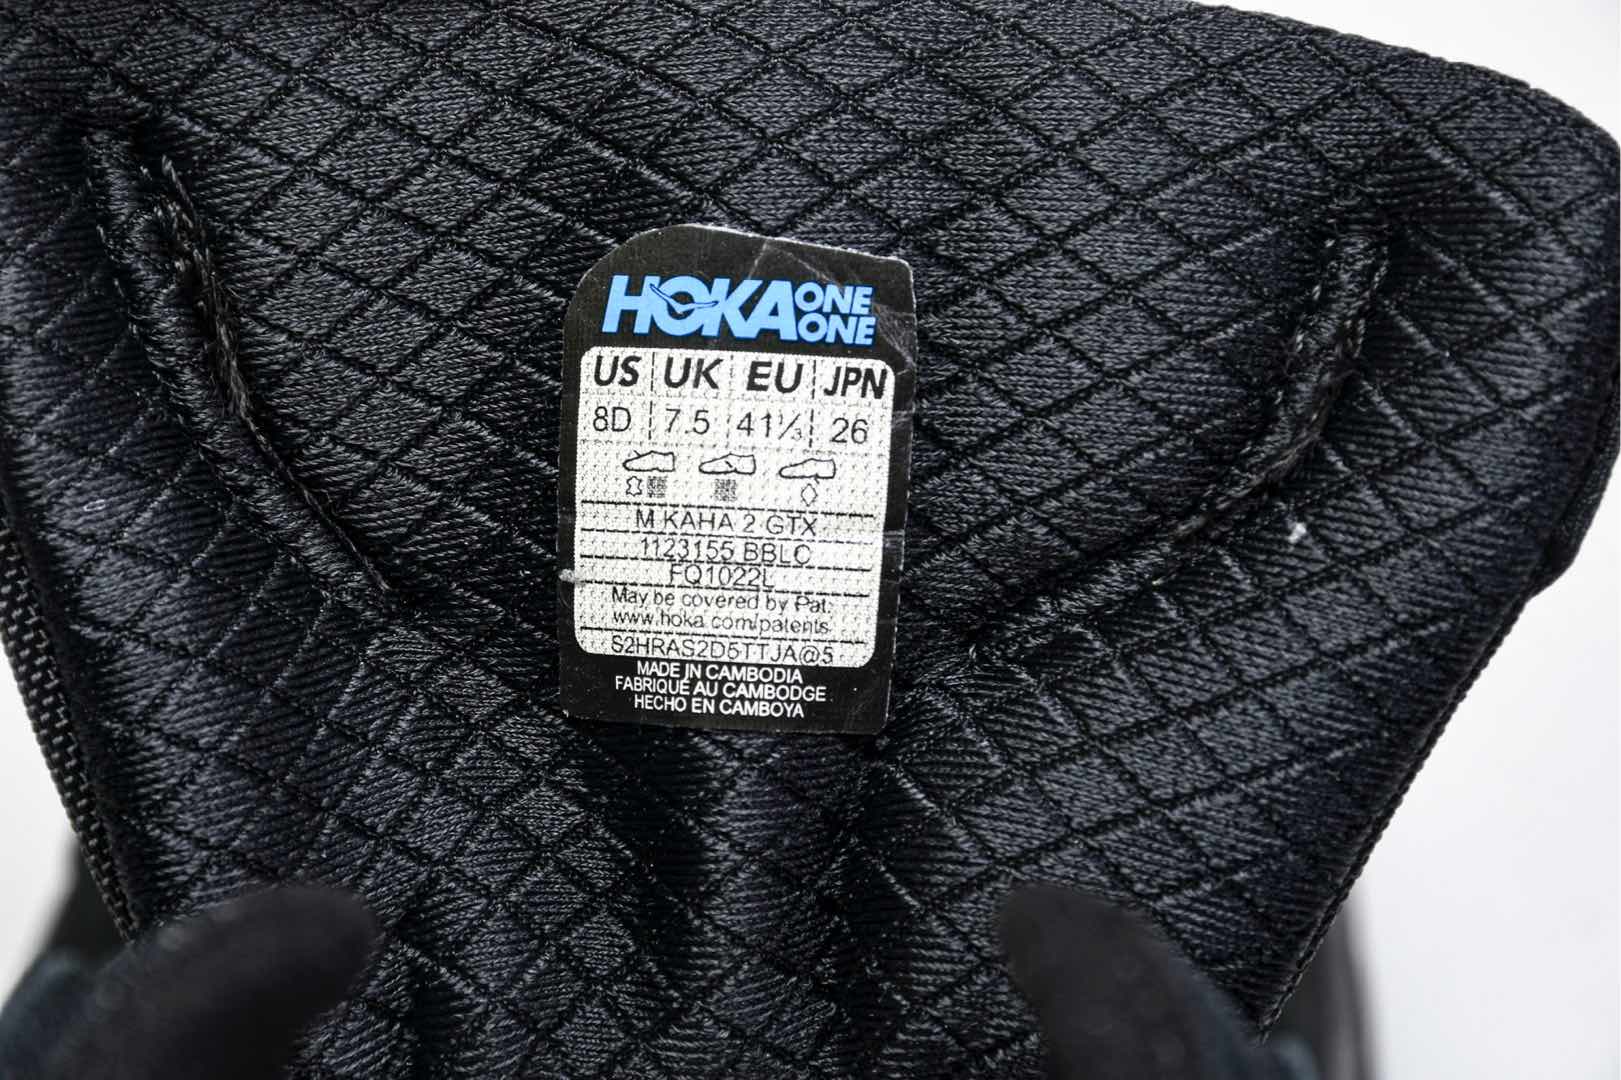 HOKA ONE ONE
US UK EU JPN
8D 7.5 41⅓ 26
M KAHA 2 GTX
1123155 BBLC
FQ1022L
May be covered by Pat.
www.hoka.com/patents
S2HRAS2D5TTJA@5
MADE IN CAMBODIA
FABRIQUÉ AU CAMBODGE
HECHO EN CAMBOYA